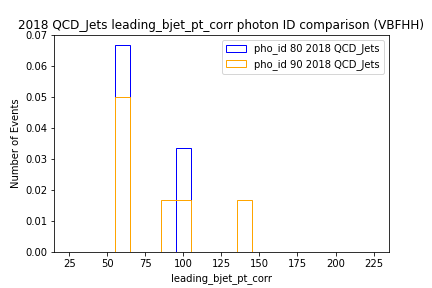 2018 QCD_Jets leading_bjet_pt_corr photon ID comparison (VBFHH)
pho_id 80 2018 QCD_Jets
pho_id 90 2018 QCD_Jets
Number of Events
0.07
0.06
0.05
0.04
0.03
0.02
0.01
0.00
25 50 75 100 125 150 175 200 225
leading_bjet_pt_corr